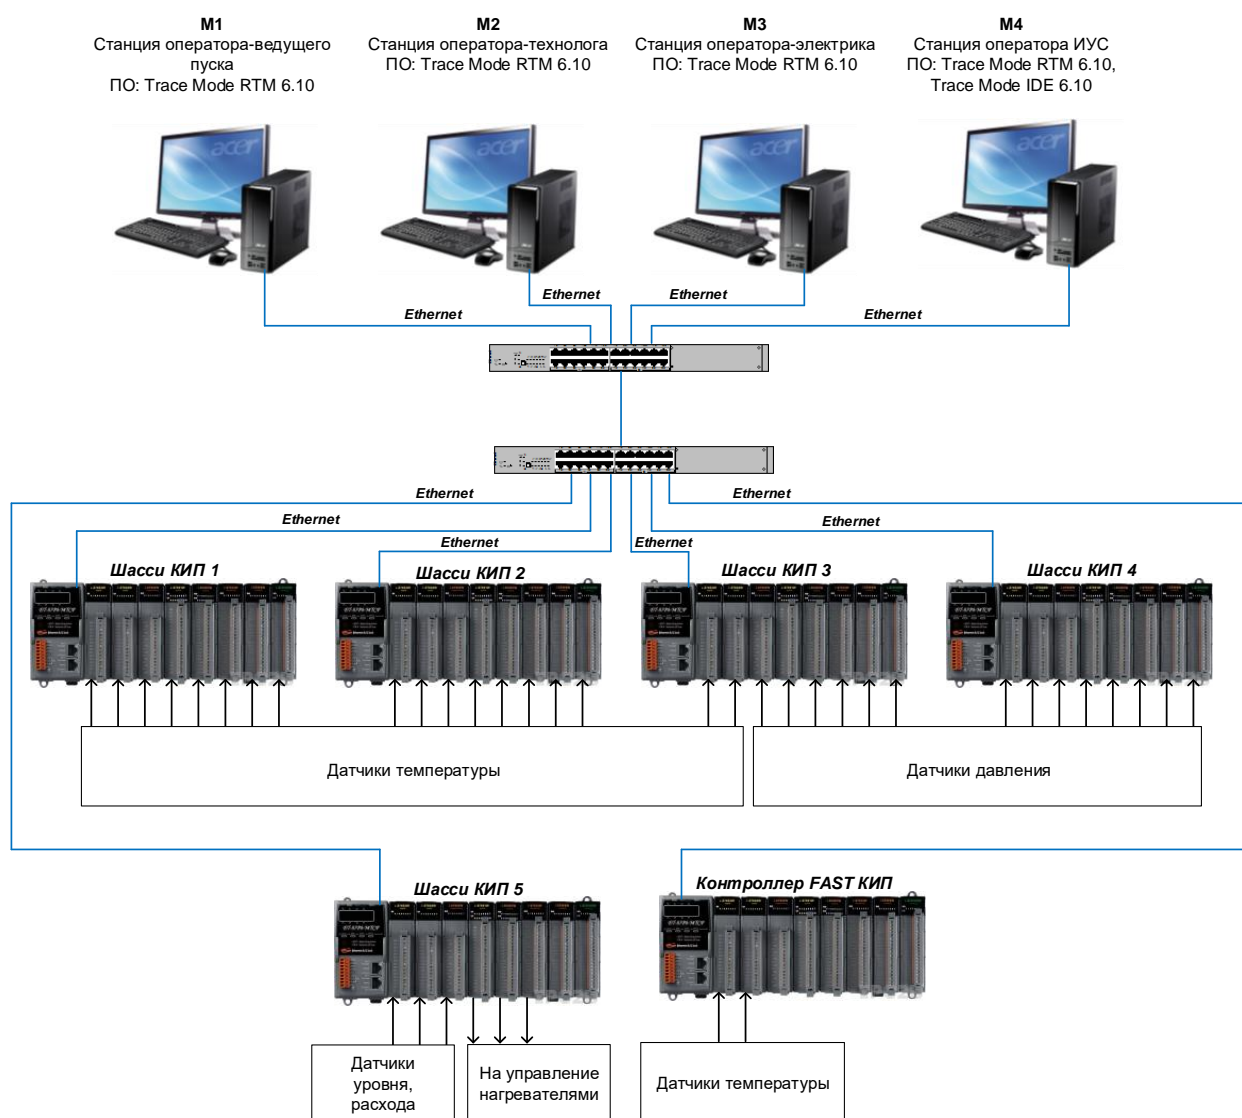 M1
Станция оператора-ведущего
пуска
ПО: Trace Mode RTM 6.10
M2
Станция оператора-технолога
ПО: Trace Mode RTM 6.10
M3
Станция оператора-электрика
ПО: Trace Mode RTM 6.10
M4
Станция оператора ИУС
ПО: Trace Mode RTM 6.10,
Trace Mode IDE 6.10
acer
acer
acer
acer
Ethernet
Ethernet
Ethernet
Ethernet
Ethernet
Ethernet
Ethernet
Ethernet
Ethernet
Ethernet
Шасси КИП 1
Шасси КИП 2
Шасси КИП 3
Шасси КИП 4
Датчики температуры
Датчики давления
Шасси КИП 5
Контроллер FAST КИП
Датчики
уровня,
расхода
На управление
нагревателями
Датчики температуры